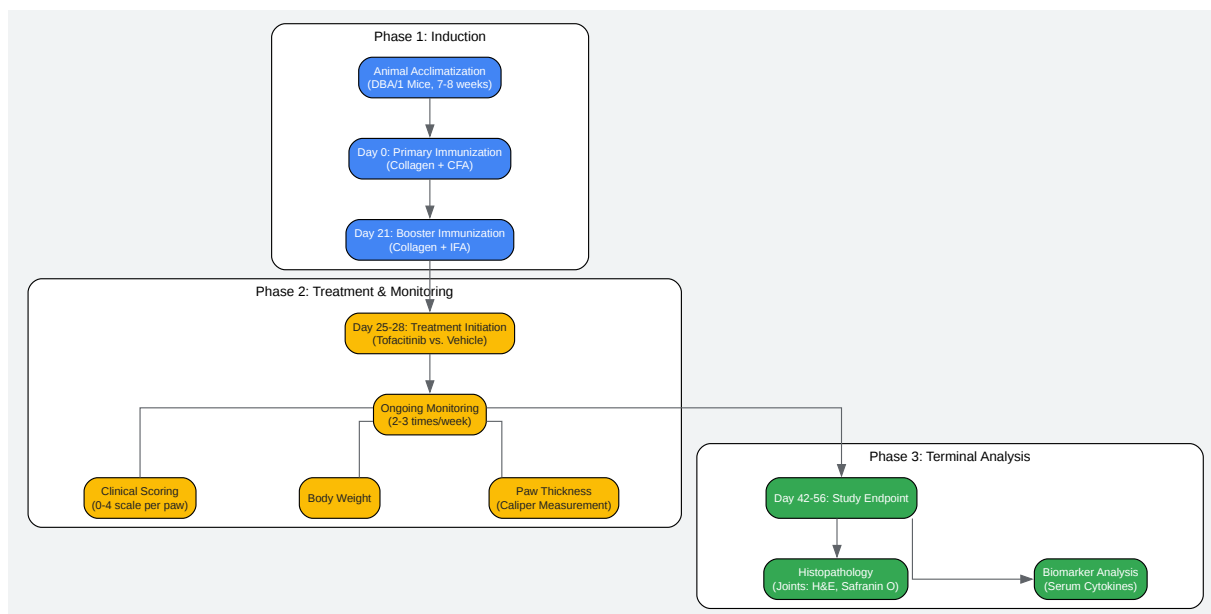 Phase 1: Induction
Animal Acclimatization
(DBA/1 Mice, 7-8 weeks)
Day 0: Primary Immunization
(Collagen + CFA)
Day 21: Booster Immunization
(Collagen + IFA)
Phase 2: Treatment & Monitoring
Day 25-28: Treatment Initiation
(Tofacitinib vs. Vehicle)
Ongoing Monitoring
(2-3 times/week)
Clinical Scoring
(0-4 scale per paw)
Body Weight
Paw Thickness
(Caliper Measurement)
Phase 3: Terminal Analysis
Day 42-56: Study Endpoint
Histopathology
(Joints: H&E, Safranin O)
Biomarker Analysis
(Serum Cytokines)